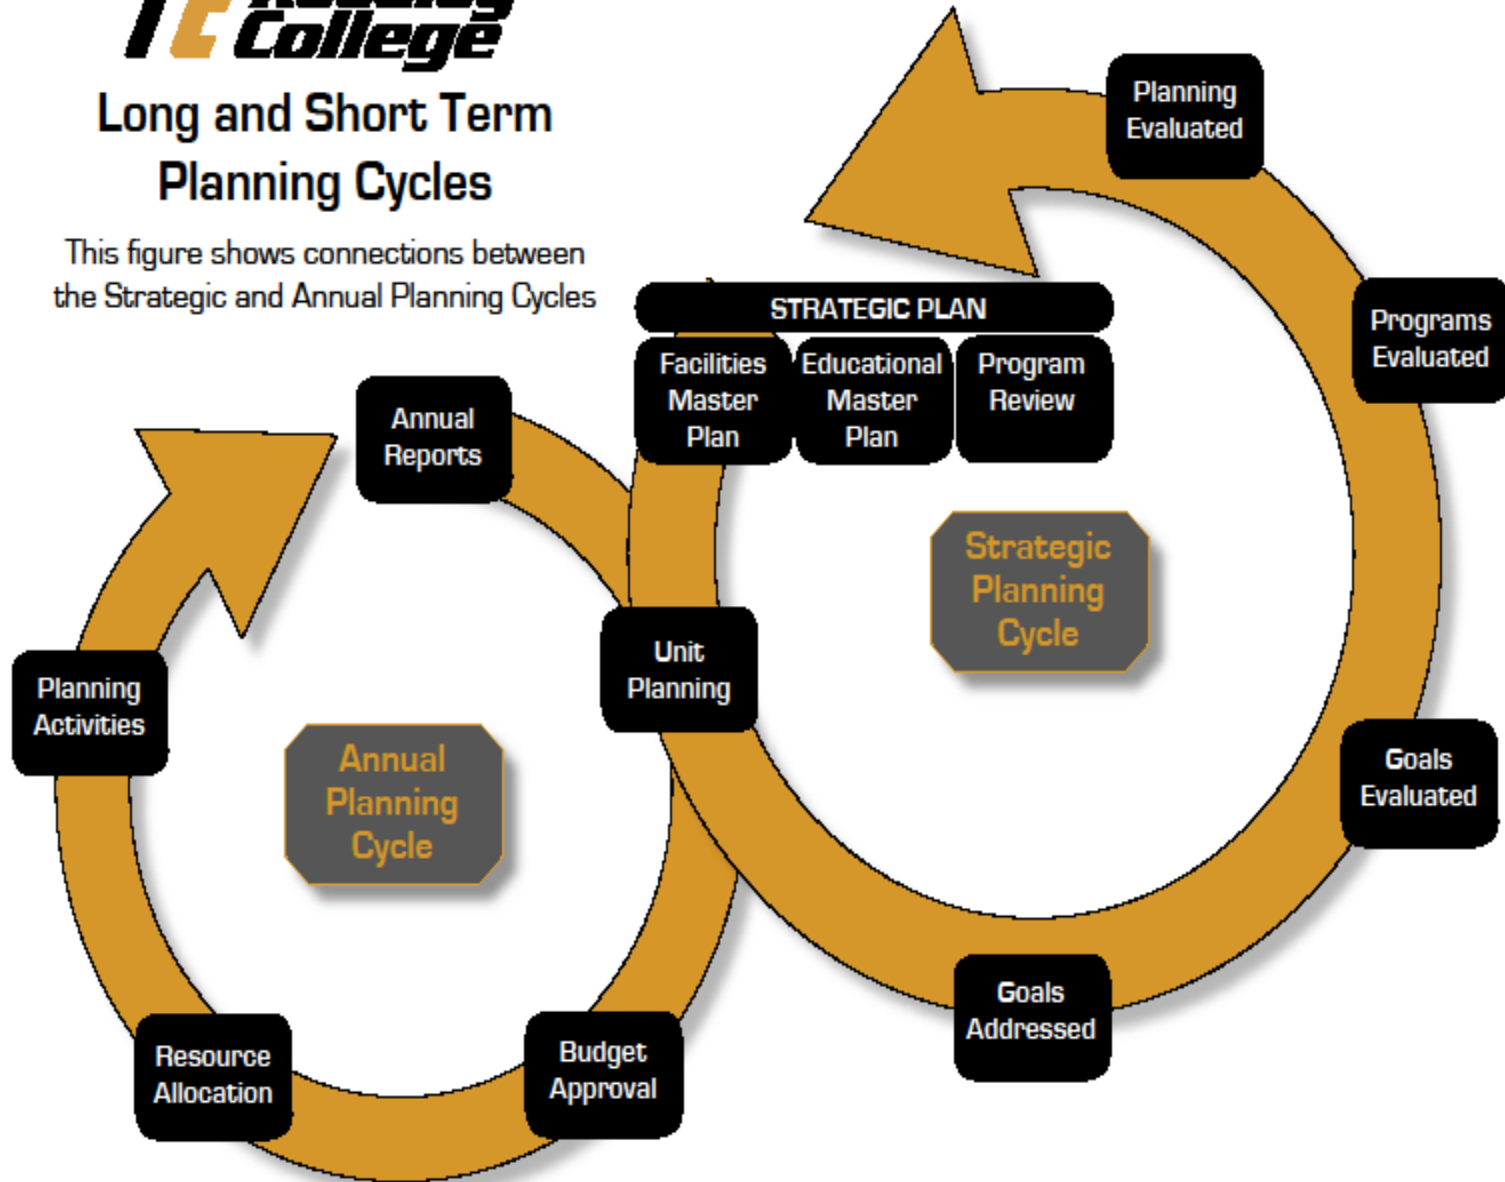 College
Long and Short Term
Planning Cycles
This figure shows connections between
the Strategic and Annual Planning Cycles
Planning
Evaluated
Programs
Evaluated
STRATEGIC PLAN
Facilities
Master
Plan
Educational
Master
Plan
Program
Review
Annual
Reports
Strategic
Planning
Cycle
Unit
Planning
Planning
Activities
Annual
Planning
Cycle
Goals
Evaluated
Goals
Addressed
Resource
Allocation
Budget
Approval